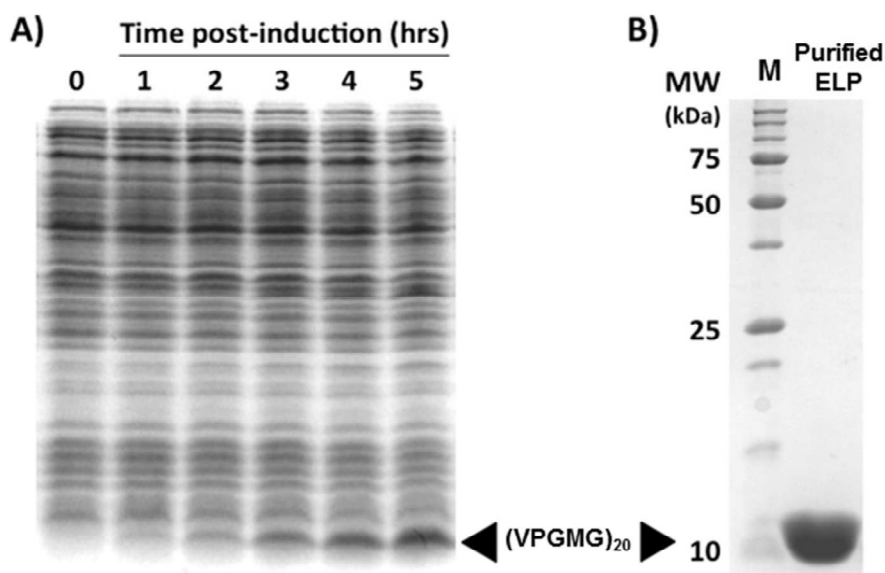 A)
Time post-induction (hrs)
0 1 2 3 4 5
(VPGMG)20
B)
MW
(kDa)
M
Purified
ELP
75
50
25
10